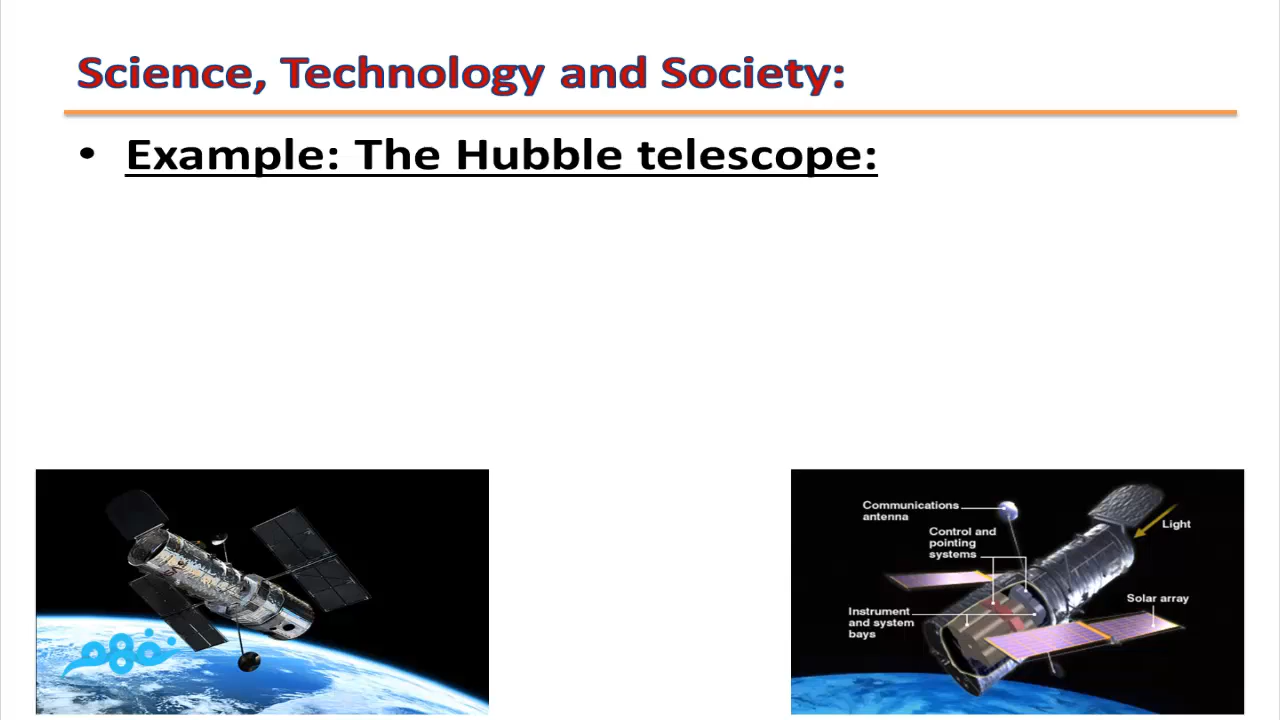 Science, Technology and Society:
• Example: The Hubble telescope:
Communications
antenna
Control and
pointing
systems
Light
Solar array
Instrument
and system
bays
نفهم